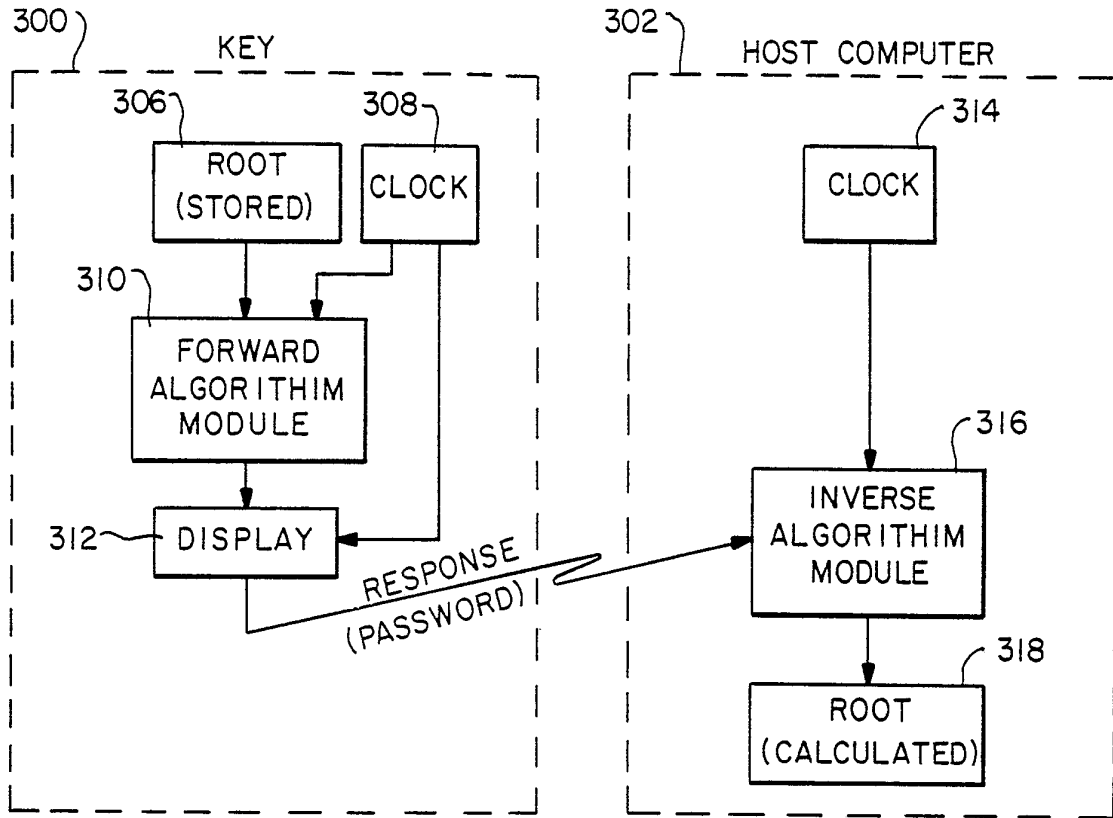 300
KEY
302
HOST COMPUTER
306
308
314
ROOT
(STORED)
CLOCK
CLOCK
310
FORWARD
ALGORITHIM
MODULE
316
INVERSE
ALGORITHIM
MODULE
312
DISPLAY
RESPONSE
(PASSWORD)
318
ROOT
(CALCULATED)